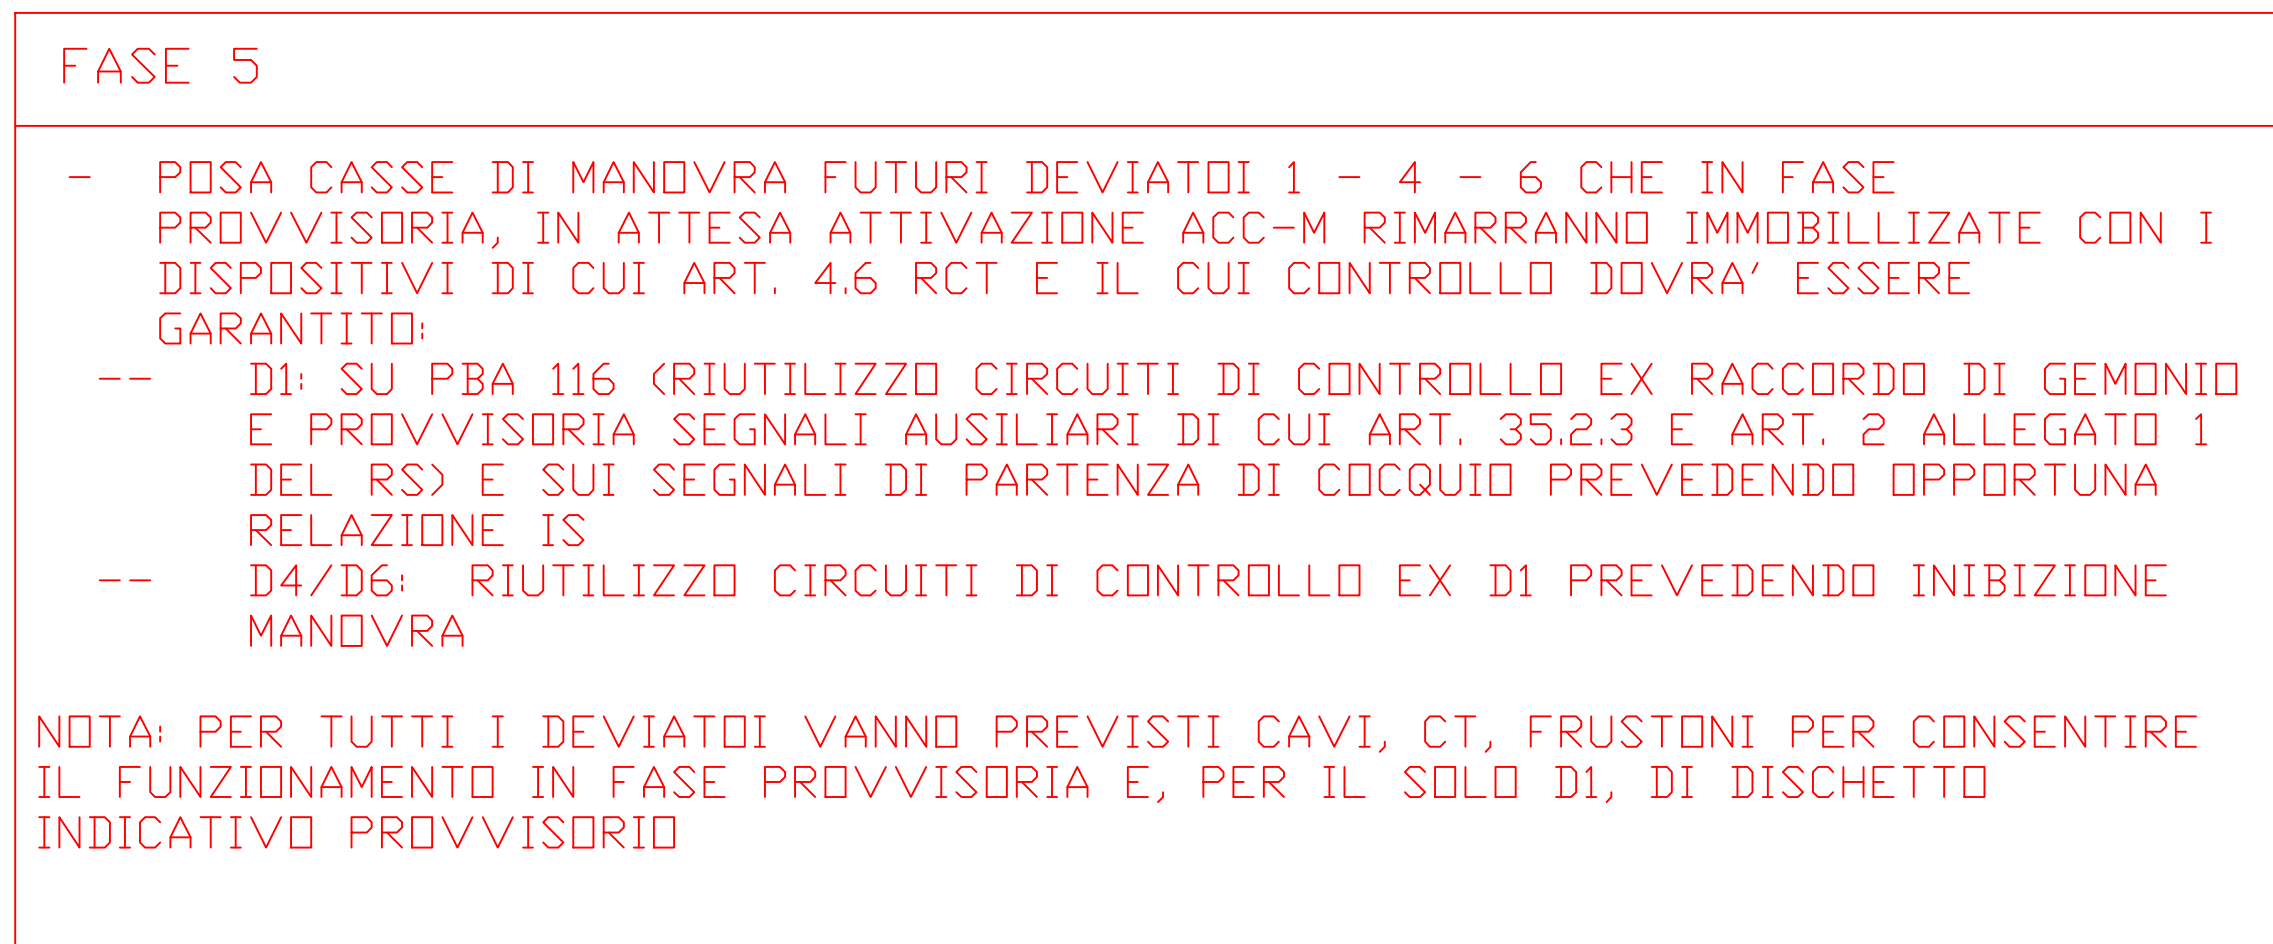 FASE 5
- POSA CASSE DI MANOVRA FUTURI DEVIATOI 1 - 4 - 6 CHE IN FASE
PROVVISORIA, IN ATTESA ATTIVAZIONE ACC-M RIMARRANNO IMMOBILLIZATE CON I
DISPOSITIVI DI CUI ART. 4.6 RCT E IL CUI CONTROLLO DOVRA' ESSERE
GARANTITO:
-- D1: SU PBA 116 (RIUTILIZZO CIRCUITI DI CONTROLLO EX RACCORDO DI GEMONIO
E PROVVISORIA SEGNALI AUSILIARI DI CUI ART. 35.2.3 E ART. 2 ALLEGATO 1
DEL RS) E SUI SEGNALI DI PARTENZA DI COCQUIO PREVEDENDO OPPORTUNA
RELAZIONE IS
-- D4/D6: RIUTILIZZO CIRCUITI DI CONTROLLO EX D1 PREVEDENDO INIBIZIONE
MANOVRA
NOTA: PER TUTTI I DEVIATOI VANNO PREVISTI CAVI, CT, FRUSTONI PER CONSENTIRE
IL FUNZIONAMENTO IN FASE PROVVISORIA E, PER IL SOLO D1, DI DISCHETTO
INDICATIVO PROVVISORIO